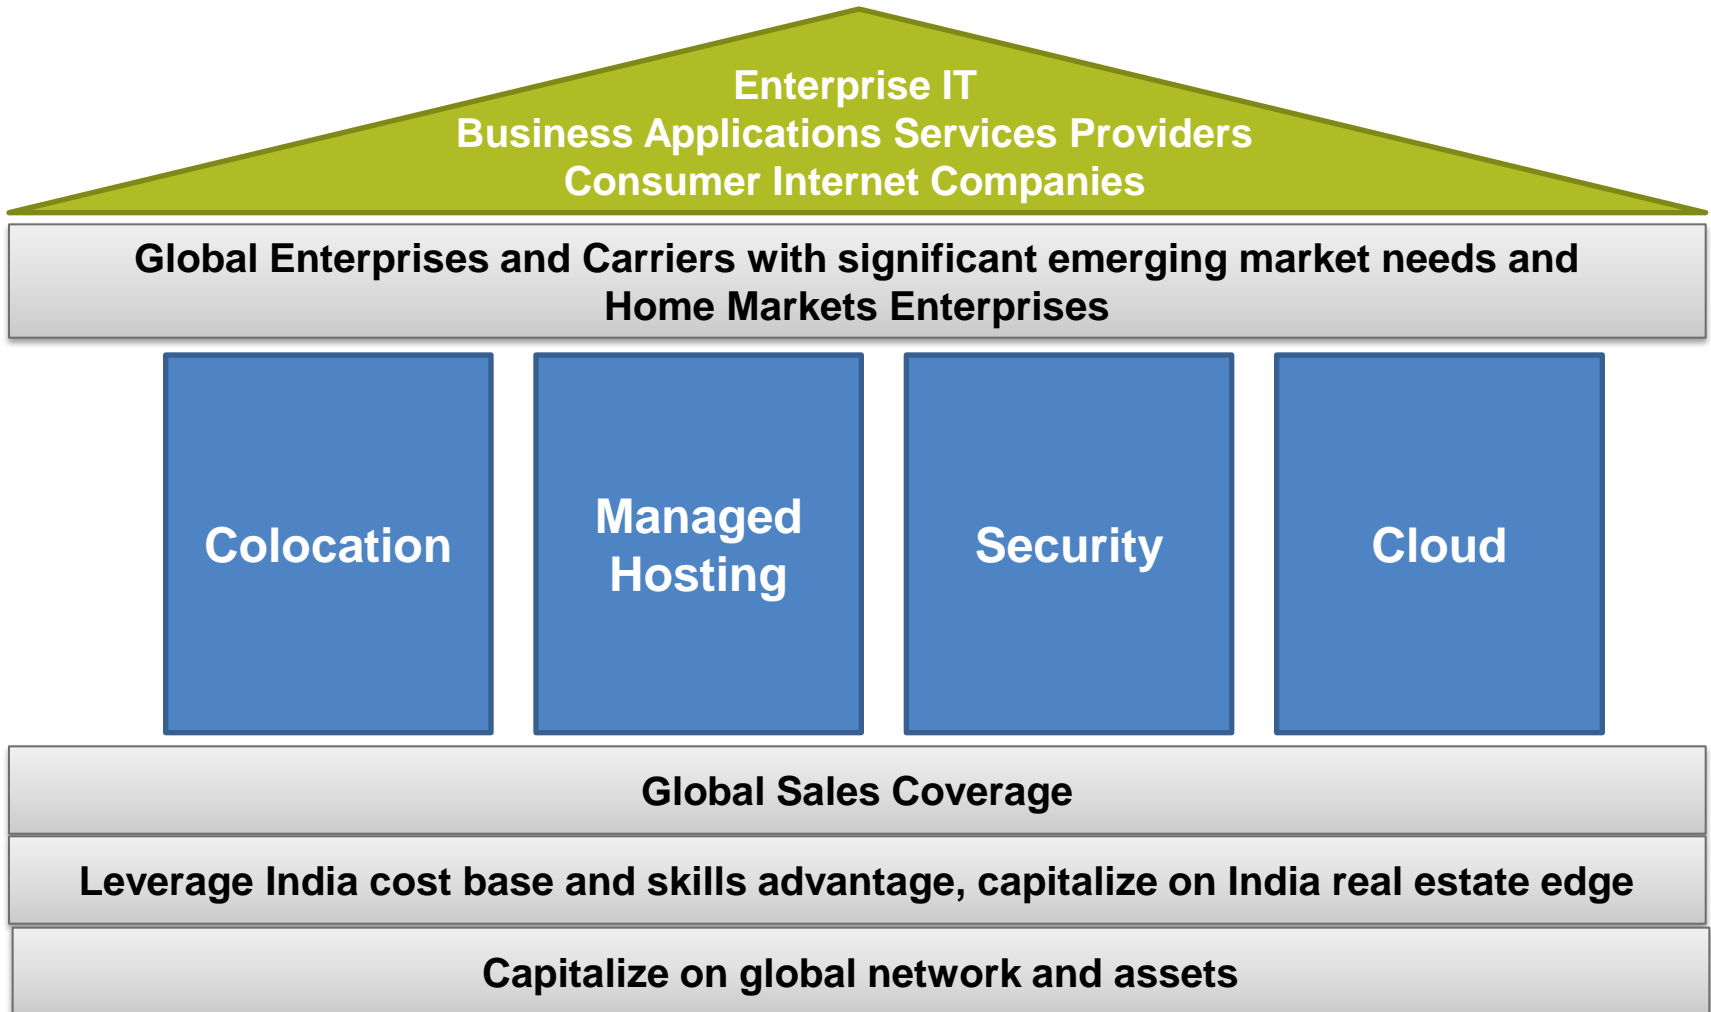 Enterprise IT
Business Applications Services Providers
Consumer Internet Companies
Global Enterprises and Carriers with significant emerging market needs and
Home Markets Enterprises
Colocation
Managed
Hosting
Security
Cloud
Global Sales Coverage
Leverage India cost base and skills advantage, capitalize on India real estate edge
Capitalize on global network and assets